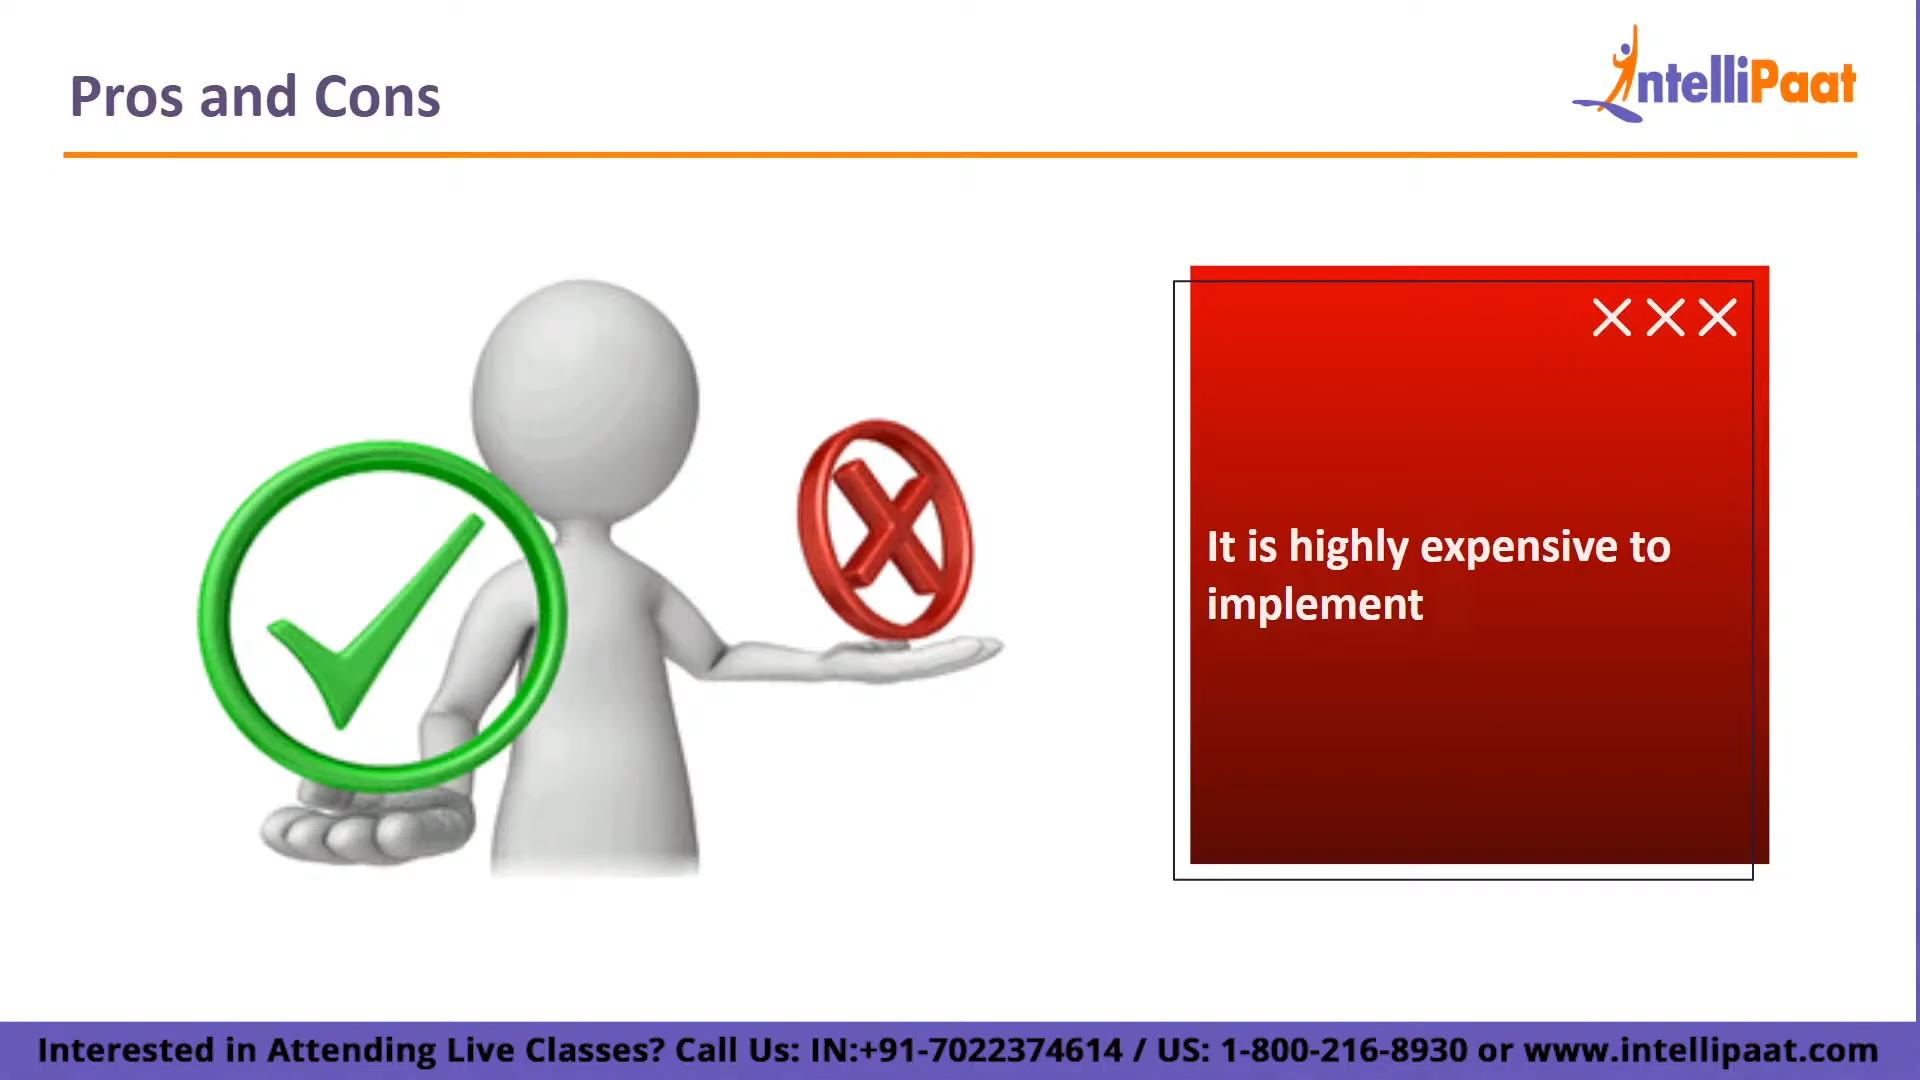 Pros and Cons
IntelliPaat
It is highly expensive to
implement
Interested in Attending Live Classes? Call Us: IN:+91-7022374614 / US: 1-800-216-8930 or www.intellipaat.com